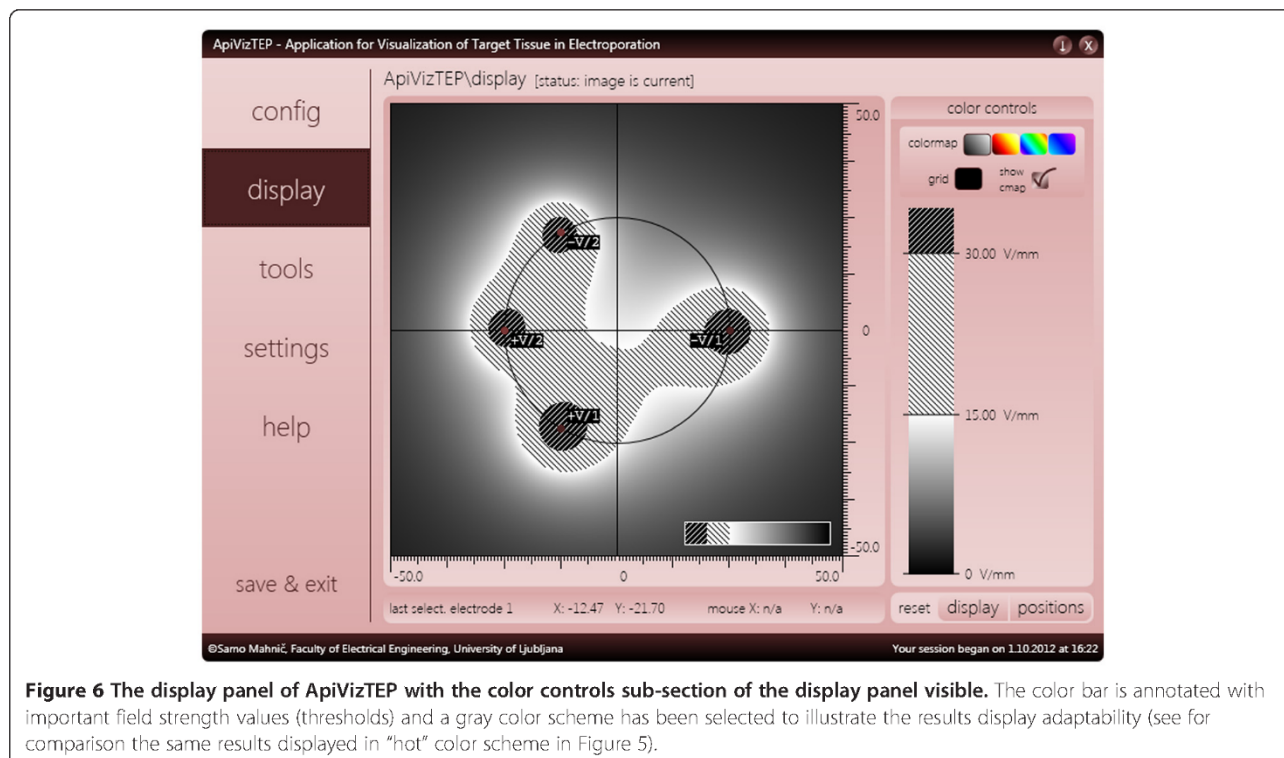 ApiVizTEP - Application for Visualization of Target Tissue in Electroporation
X
config
display
tools
settings
help
save & exit
ApiVizTEP\display [status: image is current]
50.0
0
-50.0
-50.0
0
50.0
-V/2
+V/2
-V/1
+V/1
last select. electrode 1 X: -12.47 Y: -21.70 mouse X: n/a Y: n/a
color controls
colormap
grid
show
cmap
30.00 V/mm
15.00 V/mm
0 V/mm
reset display positions
©Samo Mahnič, Faculty of Electrical Engineering, University of Ljubljana
Your session began on 1.10.2012 at 16:22
Figure 6 The display panel of ApiVizTEP with the color controls sub-section of the display panel visible. The color bar is annotated with
important field strength values (thresholds) and a gray color scheme has been selected to illustrate the results display adaptability (see for
comparison the same results displayed in "hot" color scheme in Figure 5).